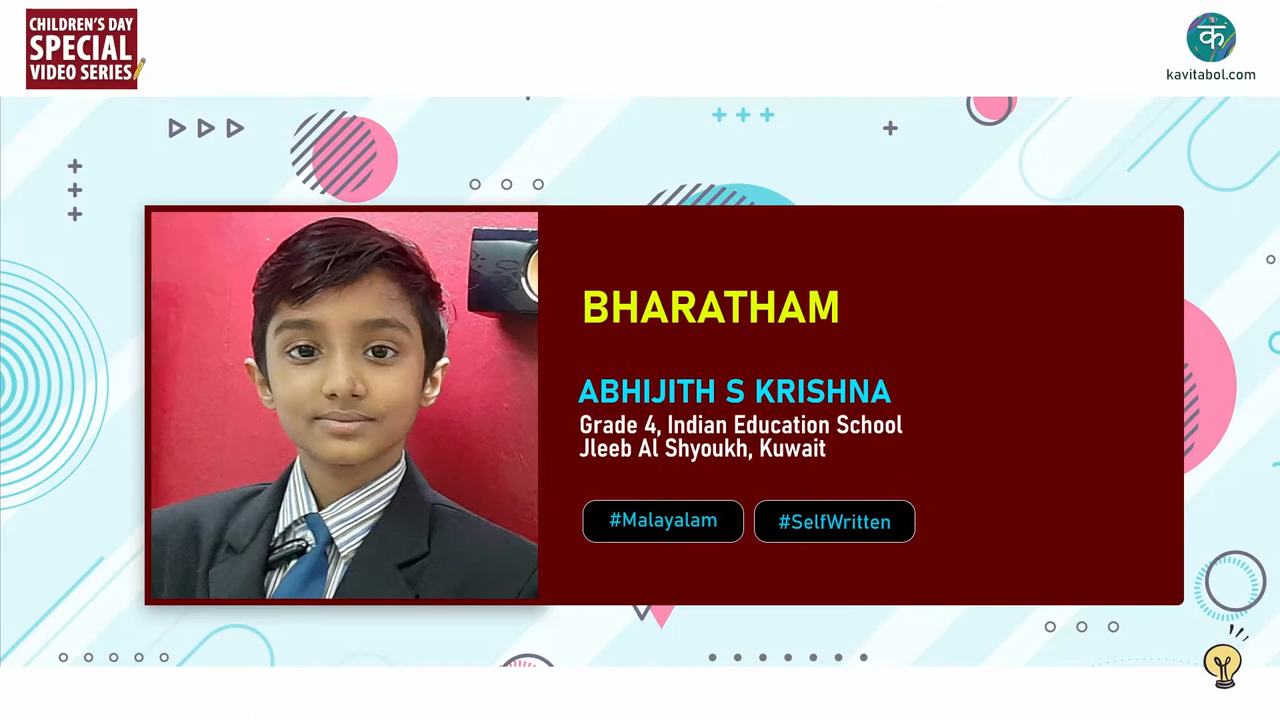 CHILDREN'S DAY
SPECIAL
VIDEO SERIES
क
kavitabol.com
BHARATHAM
ABHIJITH S KRISHNA
Grade 4, Indian Education School
Jleeb Al Shyoukh, Kuwait
#Malayalam
#SelfWritten